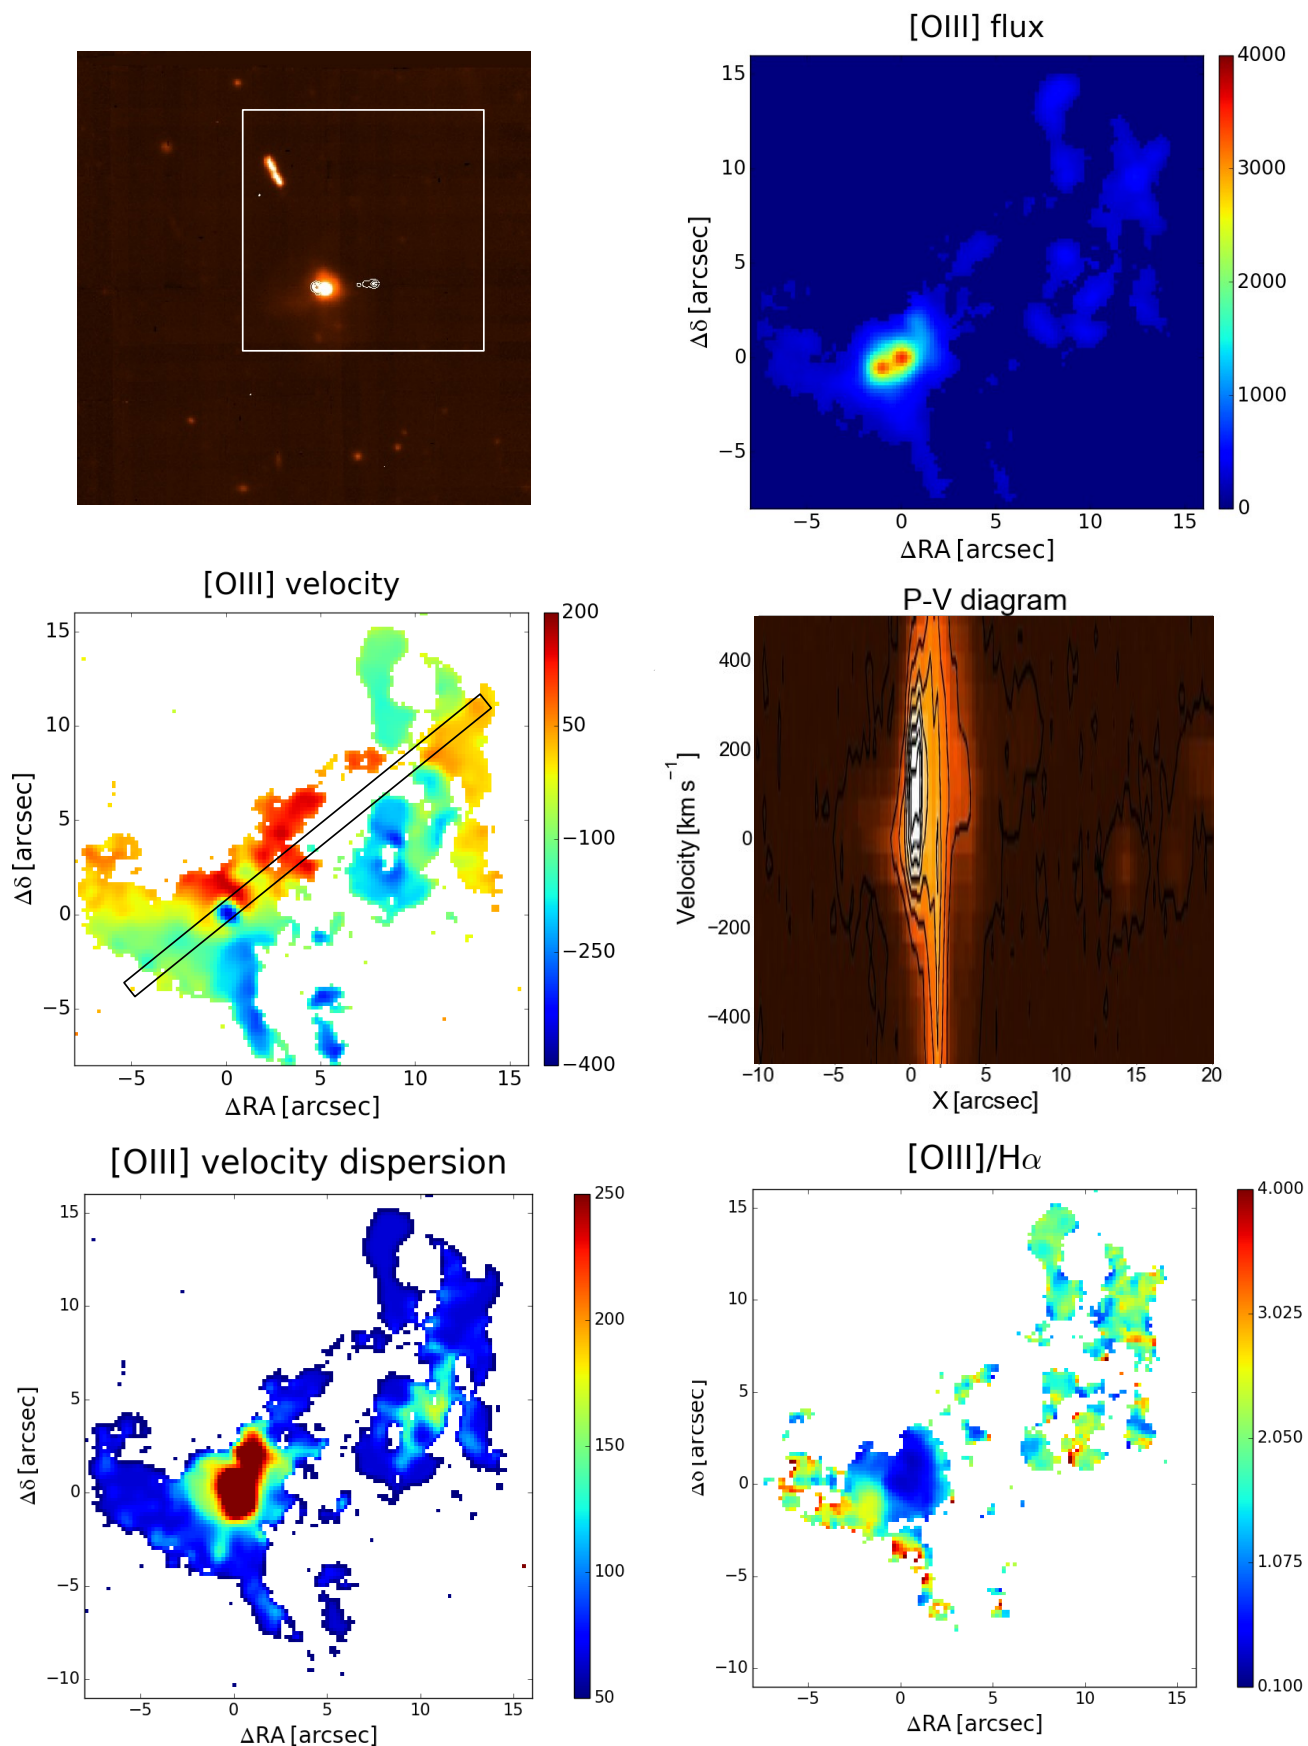 [OIII] flux
15
10
5
0
−5
Δδ [arcsec]
−5 0 5 10 15
ΔRA [arcsec]
4000
3000
2000
1000
0
[OIII] velocity
15
10
5
0
−5
Δδ [arcsec]
−5 0 5 10 15
ΔRA [arcsec]
200
50
−100
−250
−400
P-V diagram
400
200
0
−200
−400
Velocity [km s⁻¹]
−10 −5 0 5 10 15 20
X [arcsec]
[OIII] velocity dispersion
15
10
5
0
−5
−10
Δδ [arcsec]
−5 0 5 10 15
ΔRA [arcsec]
250
200
150
100
50
[OIII]/Hα
15
10
5
0
−5
−10
Δδ [arcsec]
−5 0 5 10 15
ΔRA [arcsec]
4.000
3.025
2.050
1.075
0.100